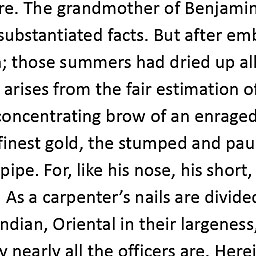 re. The grandmother of Benjamin
substantiated facts. But after emb
; those summers had dried up all
arises from the fair estimation of
concentrating brow of an enraged
finest gold, the stumped and pau
pipe. For, like his nose, his short,
As a carpenter’s nails are divided
ndian, Oriental in their largeness,
y nearly all the officers are. Herei